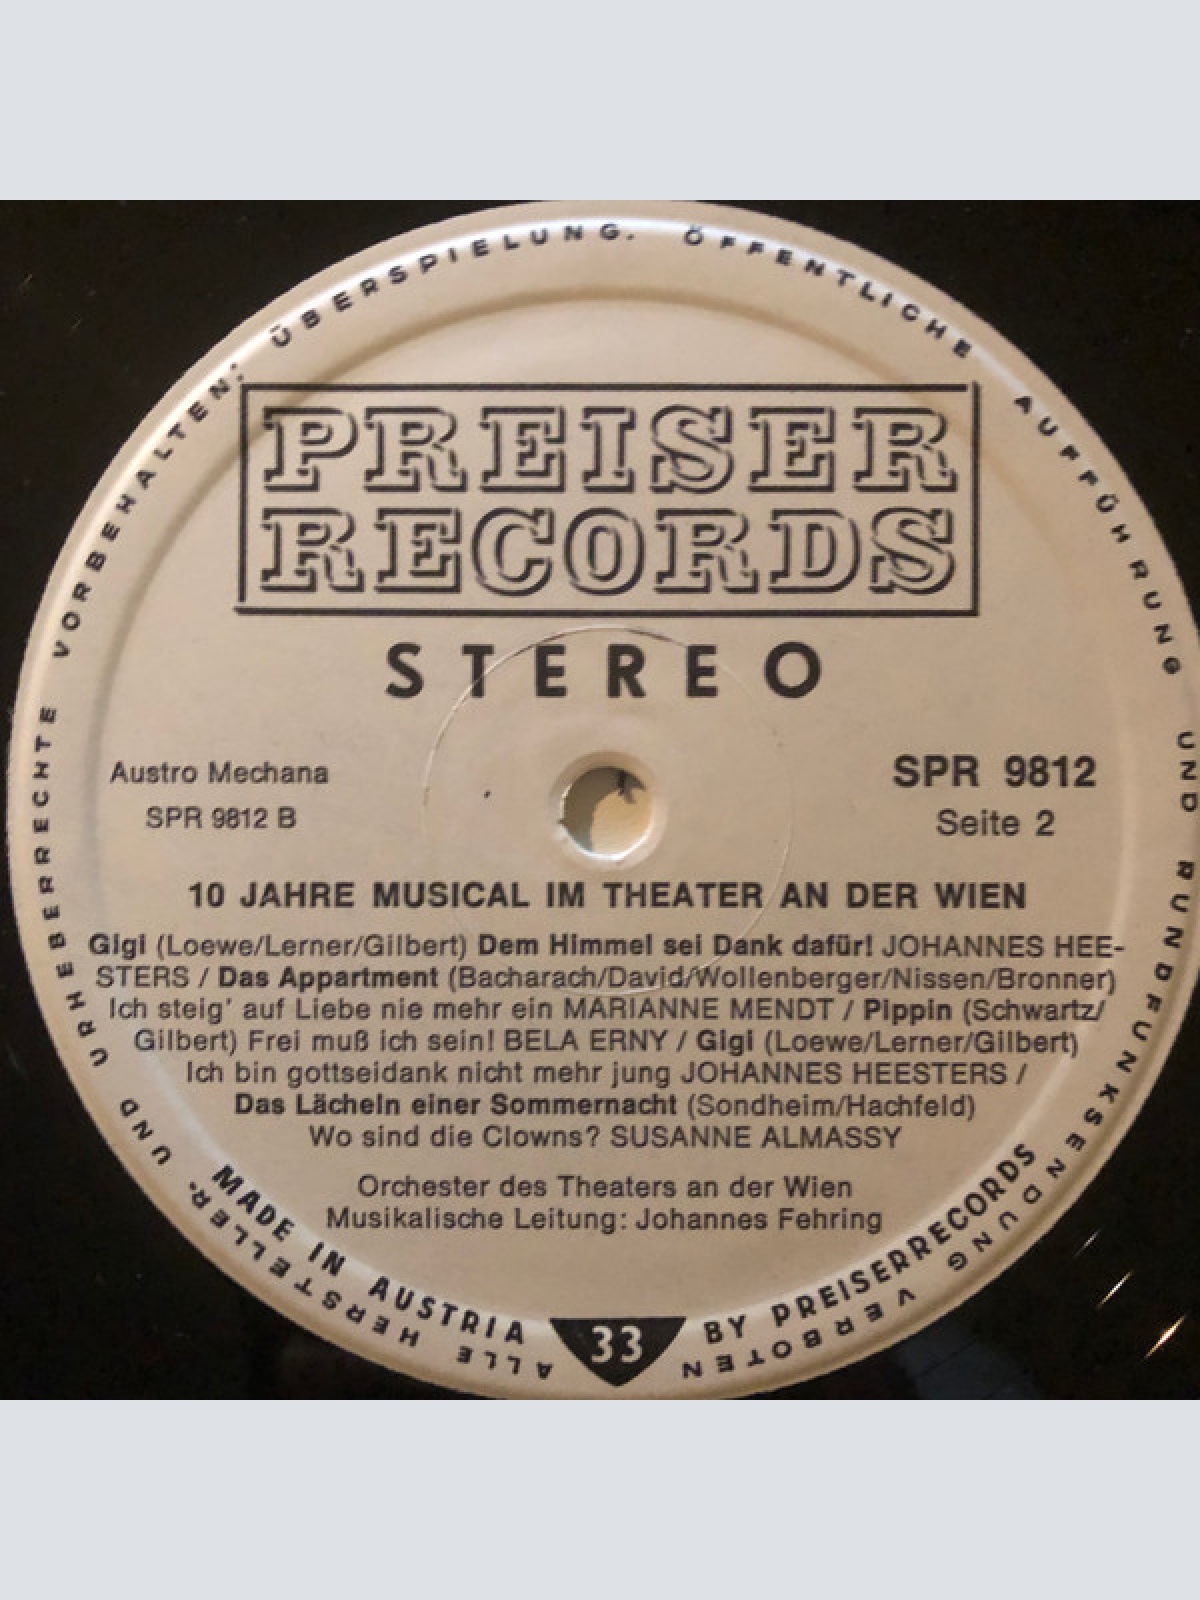 ALLE HERSTELLER- UND URHEBERRECHTE VORBEHALTEN: ÜBERSPIELUNG. ÖFFENTLICHE AUFFÜHRUNG UND RUNDFUNKSENDUNG VERBOTEN
PREISER
RECORDS
STEREO
Austro Mechana
SPR 9812 B
SPR 9812
Seite 2
10 JAHRE MUSICAL IM THEATER AN DER WIEN
Gigi (Loewe/Lerner/Gilbert) Dem Himmel sei Dank dafür! JOHANNES HEE-
STERS / Das Appartment (Bacharach/David/Wollenberger/Nissen/Bronner)
Ich steig' auf Liebe nie mehr ein MARIANNE MENDT / Pippin (Schwartz/
Gilbert) Frei muß ich sein! BELA ERNY / Gigi (Loewe/Lerner/Gilbert)
Ich bin gottseidank nicht mehr jung JOHANNES HEESTERS /
Das Lächeln einer Sommernacht (Sondheim/Hachfeld)
Wo sind die Clowns? SUSANNE ALMASSY
Orchester des Theaters an der Wien
Musikalische Leitung: Johannes Fehring
MADE IN AUSTRIA 33 BY PREISERRECORDS